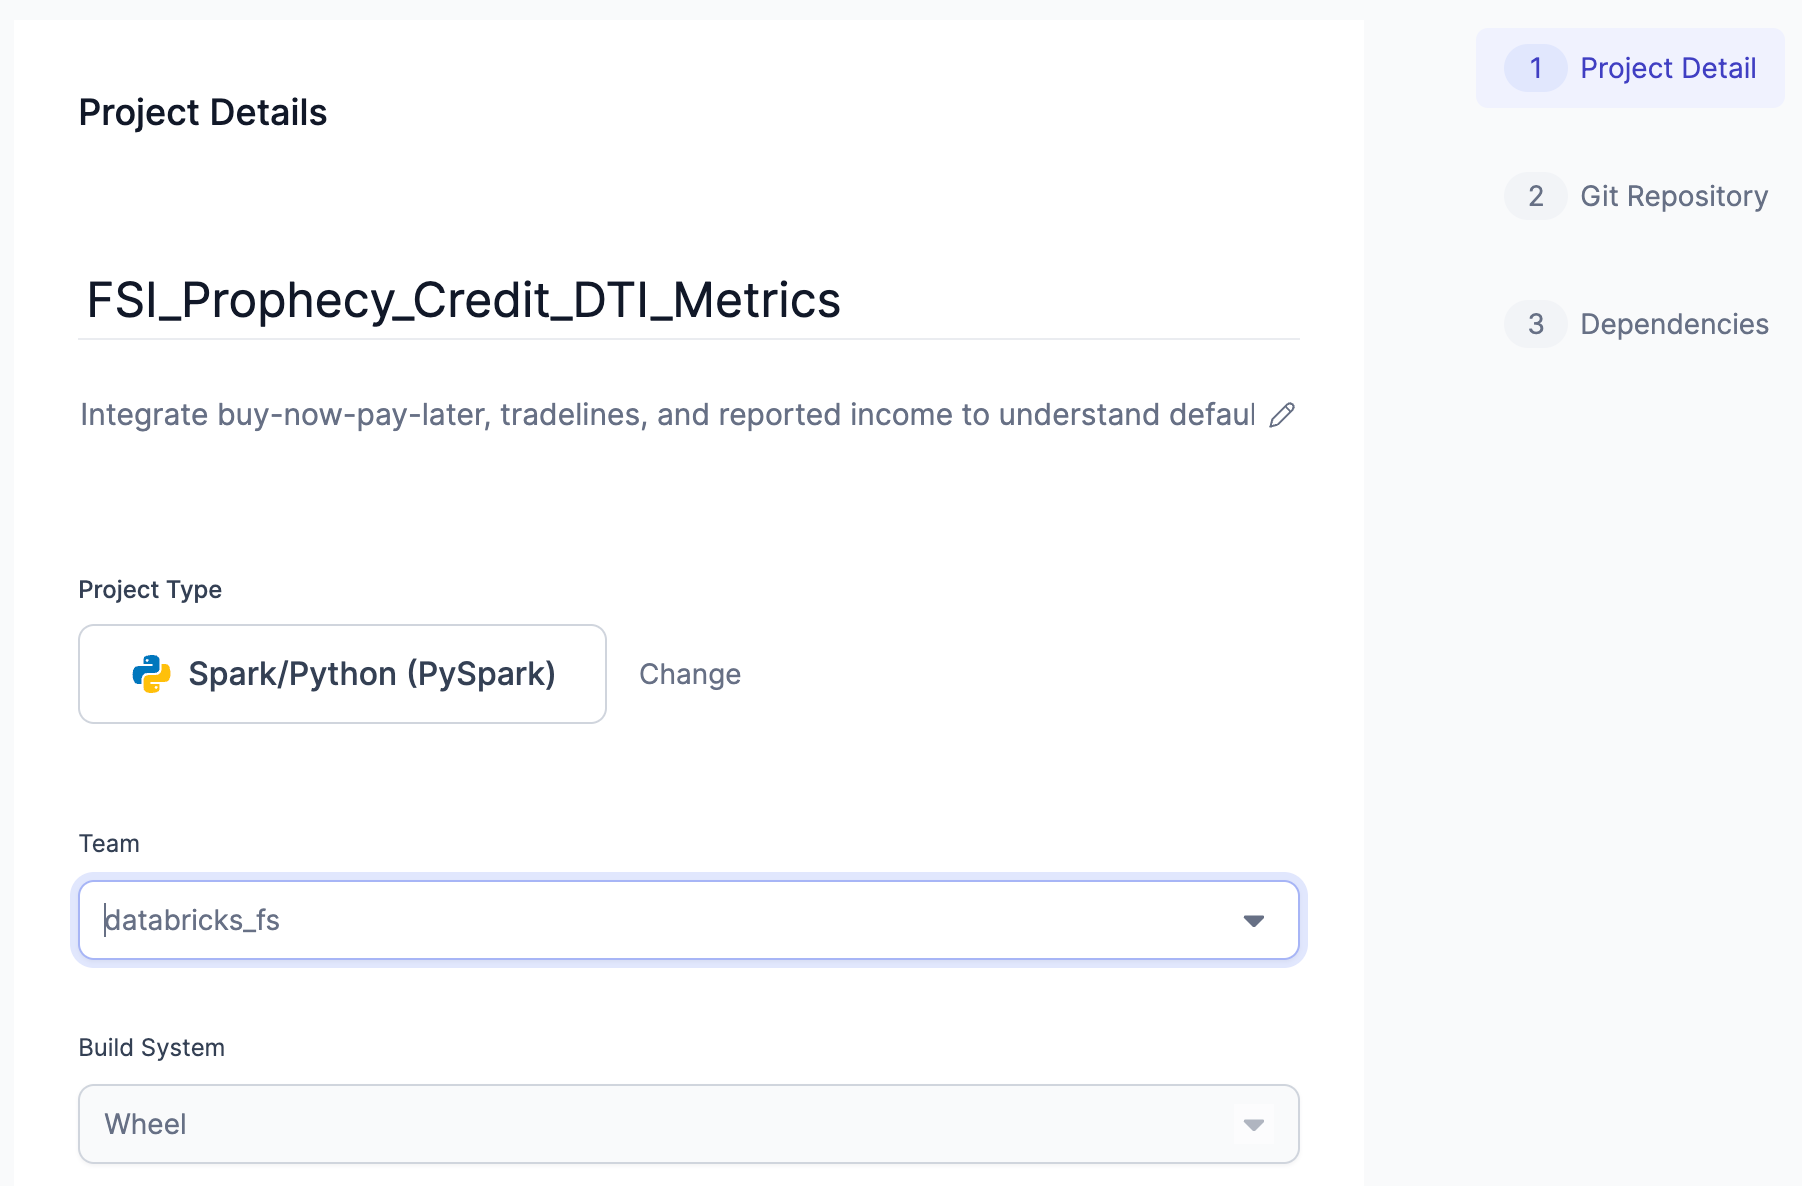 Project Details
FSI_Prophecy_Credit_DTI_Metrics
Integrate buy-now-pay-later, tradelines, and reported income to understand defaul
Project Type
Spark/Python (PySpark)
Change
Team
databricks_fs
Build System
Wheel
1 Project Detail
2 Git Repository
3 Dependencies